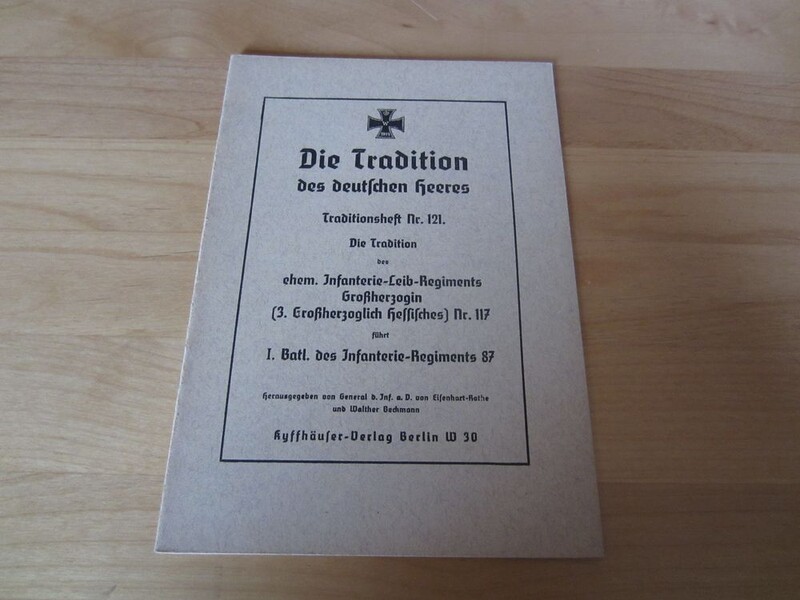 Die Tradition
des deutschen Heeres
Traditionsheft Nr. 121.
Die Tradition
des
ehem. Infanterie-Leib-Regiments
Großherzogin
(3. Großherzoglich Hessisches) Nr. 117
führt
I. Batl. des Infanterie-Regiments 87
Herausgegeben von General d. Inf. a. D. von Eisenhart-Rothe
und Walther Beckmann
Kyffhäuser-Verlag Berlin W 30